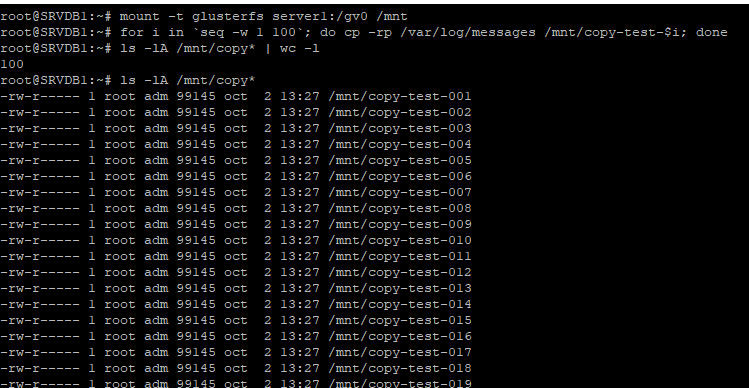 root@SRVDB1:~# mount -t glusterfs server1:/gv0 /mnt
root@SRVDB1:~# for i in `seq -w 1 100`; do cp -rp /var/log/messages /mnt/copy-test-$i; done
root@SRVDB1:~# ls -lA /mnt/copy* | wc -l
100
root@SRVDB1:~# ls -lA /mnt/copy*
-rw-r----- 1 root adm 99145 oct  2 13:27 /mnt/copy-test-001
-rw-r----- 1 root adm 99145 oct  2 13:27 /mnt/copy-test-002
-rw-r----- 1 root adm 99145 oct  2 13:27 /mnt/copy-test-003
-rw-r----- 1 root adm 99145 oct  2 13:27 /mnt/copy-test-004
-rw-r----- 1 root adm 99145 oct  2 13:27 /mnt/copy-test-005
-rw-r----- 1 root adm 99145 oct  2 13:27 /mnt/copy-test-006
-rw-r----- 1 root adm 99145 oct  2 13:27 /mnt/copy-test-007
-rw-r----- 1 root adm 99145 oct  2 13:27 /mnt/copy-test-008
-rw-r----- 1 root adm 99145 oct  2 13:27 /mnt/copy-test-009
-rw-r----- 1 root adm 99145 oct  2 13:27 /mnt/copy-test-010
-rw-r----- 1 root adm 99145 oct  2 13:27 /mnt/copy-test-011
-rw-r----- 1 root adm 99145 oct  2 13:27 /mnt/copy-test-012
-rw-r----- 1 root adm 99145 oct  2 13:27 /mnt/copy-test-013
-rw-r----- 1 root adm 99145 oct  2 13:27 /mnt/copy-test-014
-rw-r----- 1 root adm 99145 oct  2 13:27 /mnt/copy-test-015
-rw-r----- 1 root adm 99145 oct  2 13:27 /mnt/copy-test-016
-rw-r----- 1 root adm 99145 oct  2 13:27 /mnt/copy-test-017
-rw-r----- 1 root adm 99145 oct  2 13:27 /mnt/copy-test-018
-rw-r----- 1 root adm 99145 oct  2 13:27 /mnt/copy-test-019